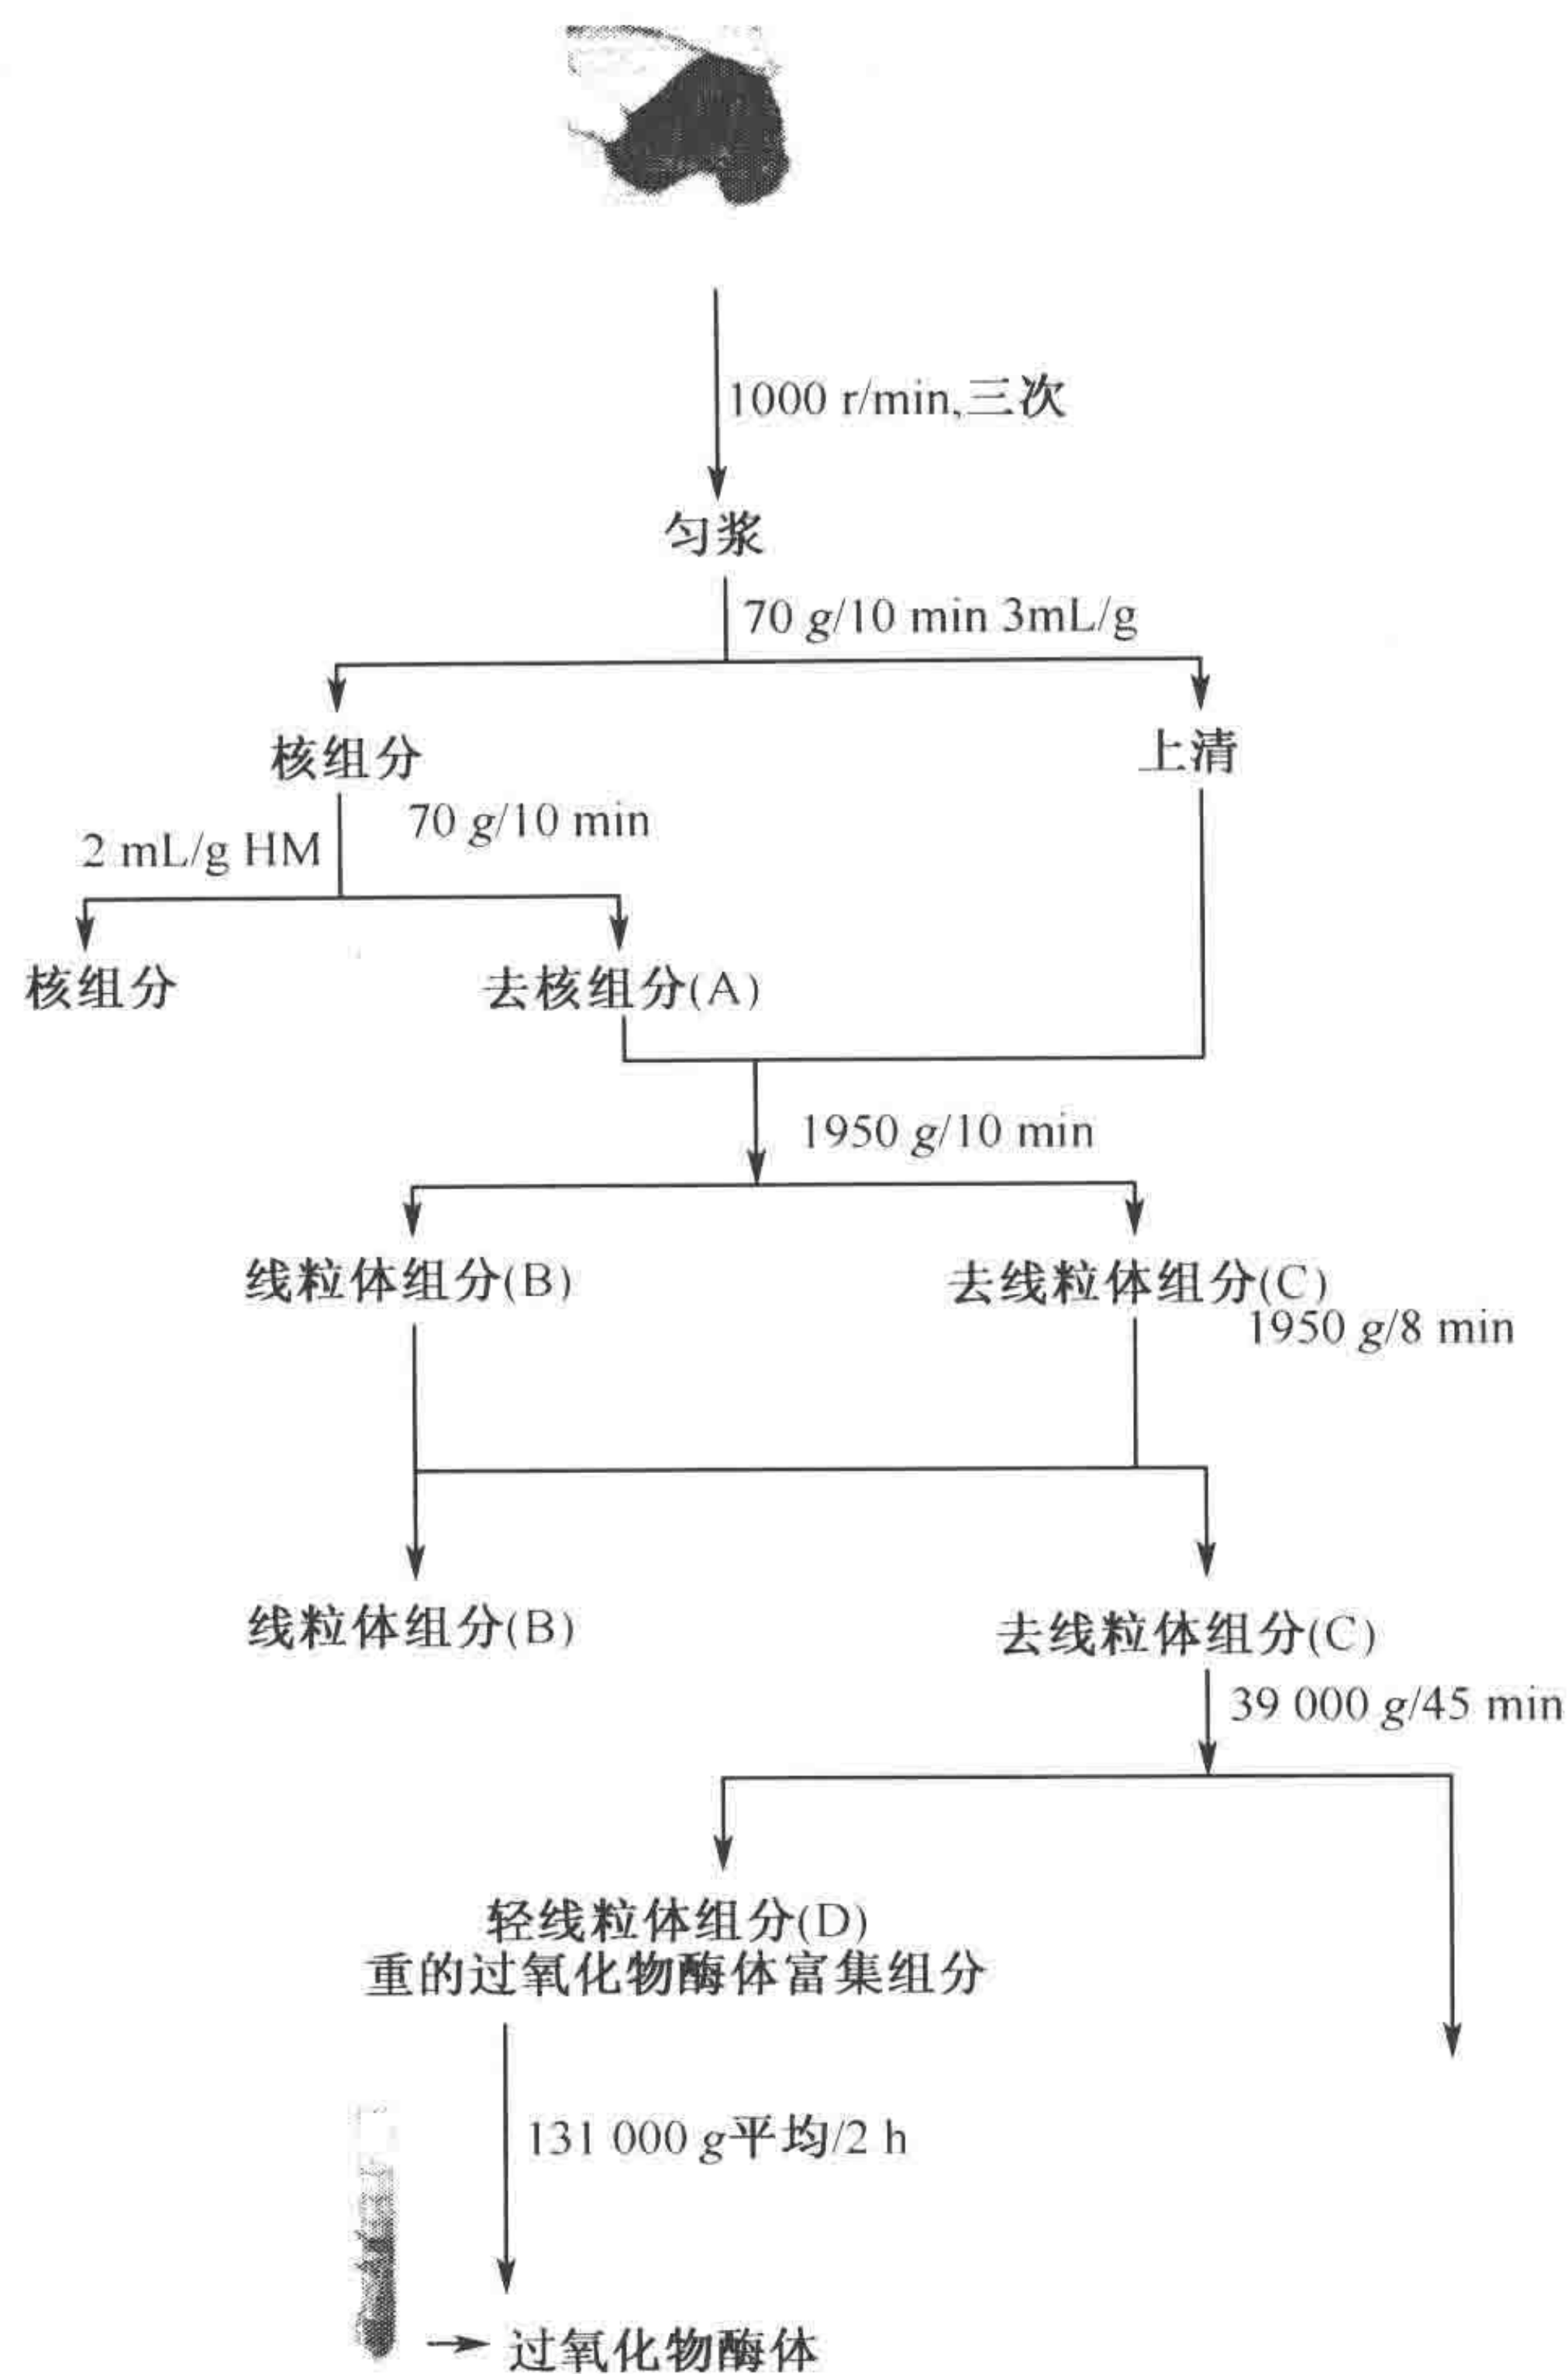 1000 r/min,三次
匀浆
70 g/10 min 3mL/g
核组分
上清
70 g/10 min
2 mL/g HM
核组分
去核组分(A)
1950 g/10 min
线粒体组分(B)
去线粒体组分(C)
1950 g/8 min
线粒体组分(B)
去线粒体组分(C)
39 000 g/45 min
轻线粒体组分(D)
重的过氧化物酶体富集组分
131 000 g平均/2 h
过氧化物酶体